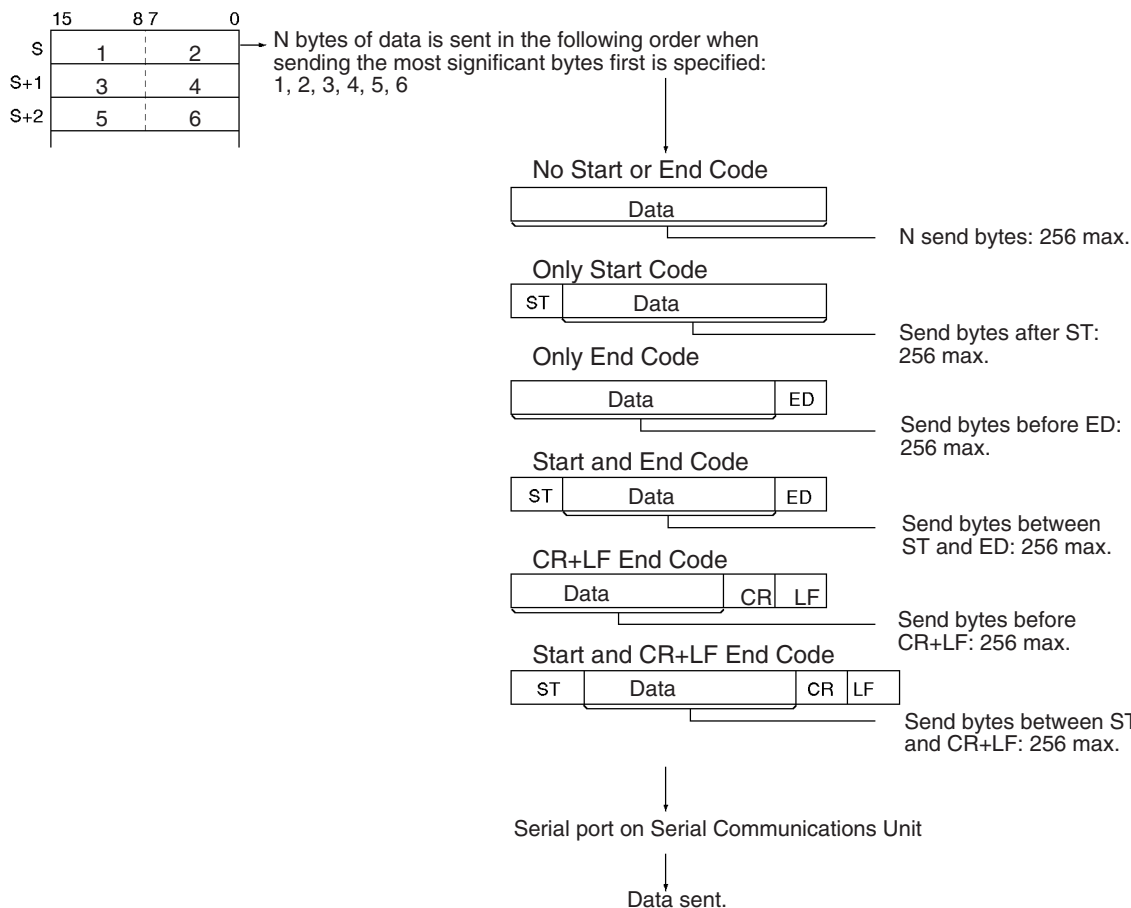 15 8 7 0
S 1 2
S+1 3 4
S+2 5 6
N bytes of data is sent in the following order when
sending the most significant bytes first is specified:
1, 2, 3, 4, 5, 6
No Start or End Code
Data
N send bytes: 256 max.
Only Start Code
ST Data
Send bytes after ST:
256 max.
Only End Code
Data ED
Send bytes before ED:
256 max.
Start and End Code
ST Data ED
Send bytes between
ST and ED: 256 max.
CR+LF End Code
Data CR LF
Send bytes before
CR+LF: 256 max.
Start and CR+LF End Code
ST Data CR LF
Send bytes between ST
and CR+LF: 256 max.
Serial port on Serial Communications Unit
Data sent.